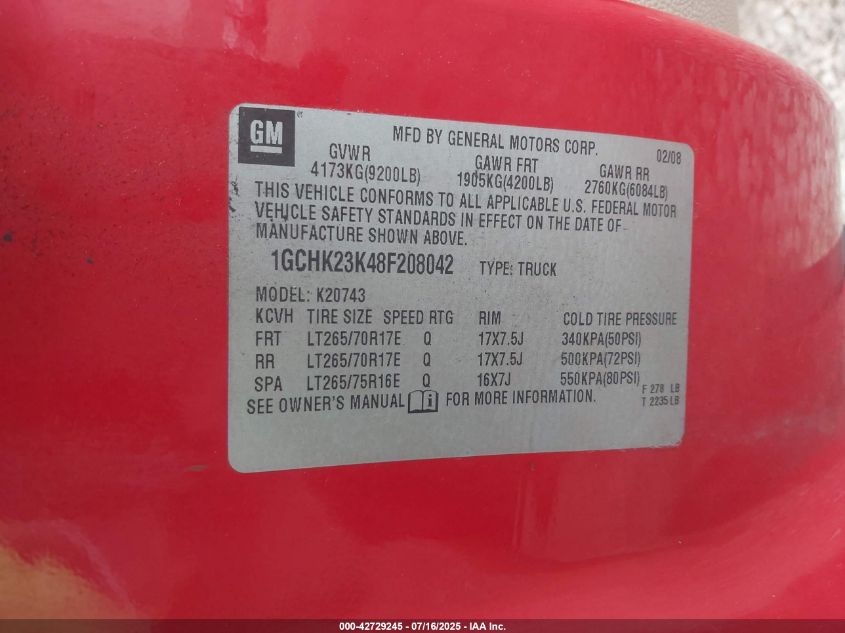 GM
MFD BY GENERAL MOTORS CORP. 02/08
GVWR GAWR FRT GAWR RR
4173KG(9200LB) 1905KG(4200LB) 2760KG(6084LB)
THIS VEHICLE CONFORMS TO ALL APPLICABLE U.S. FEDERAL MOTOR
VEHICLE SAFETY STANDARDS IN EFFECT ON THE DATE OF
MANUFACTURE SHOWN ABOVE.
1GCHK23K48F208042 TYPE: TRUCK
MODEL: K20743
KCVH TIRE SIZE SPEED RTG RIM COLD TIRE PRESSURE
FRT LT265/70R17E Q 17X7.5J 340KPA(50PSI)
RR LT265/70R17E Q 17X7.5J 500KPA(72PSI)
SPA LT265/75R16E Q 16X7J 550KPA(80PSI)
F 278 LB
SEE OWNER'S MANUAL i FOR MORE INFORMATION.
T 2235 LB
000-42729245 - 07/16/2025 - IAA Inc.